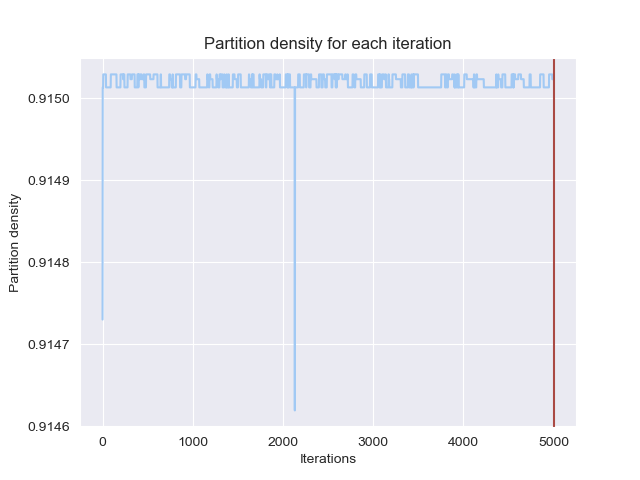 Partition density for each iteration
0.9150
0.9149
0.9148
0.9147
0.9146
Partition density
0 1000 2000 3000 4000 5000
Iterations